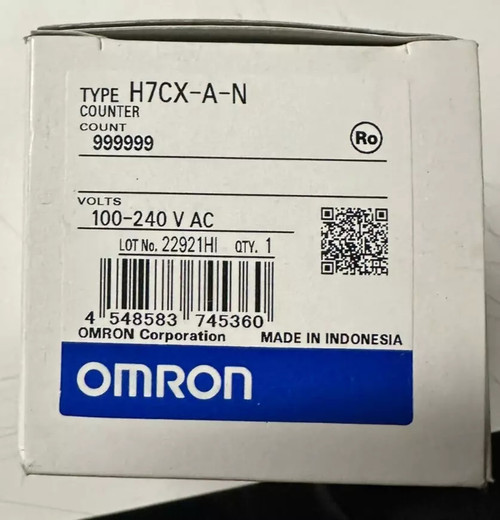 TYPE H7CX-A-N
COUNTER
COUNT
999999
Ro
VOLTS
100-240 V AC
LOT No. 22921HI QTY. 1
4 548583 745360
OMRON Corporation MADE IN INDONESIA
OMRON